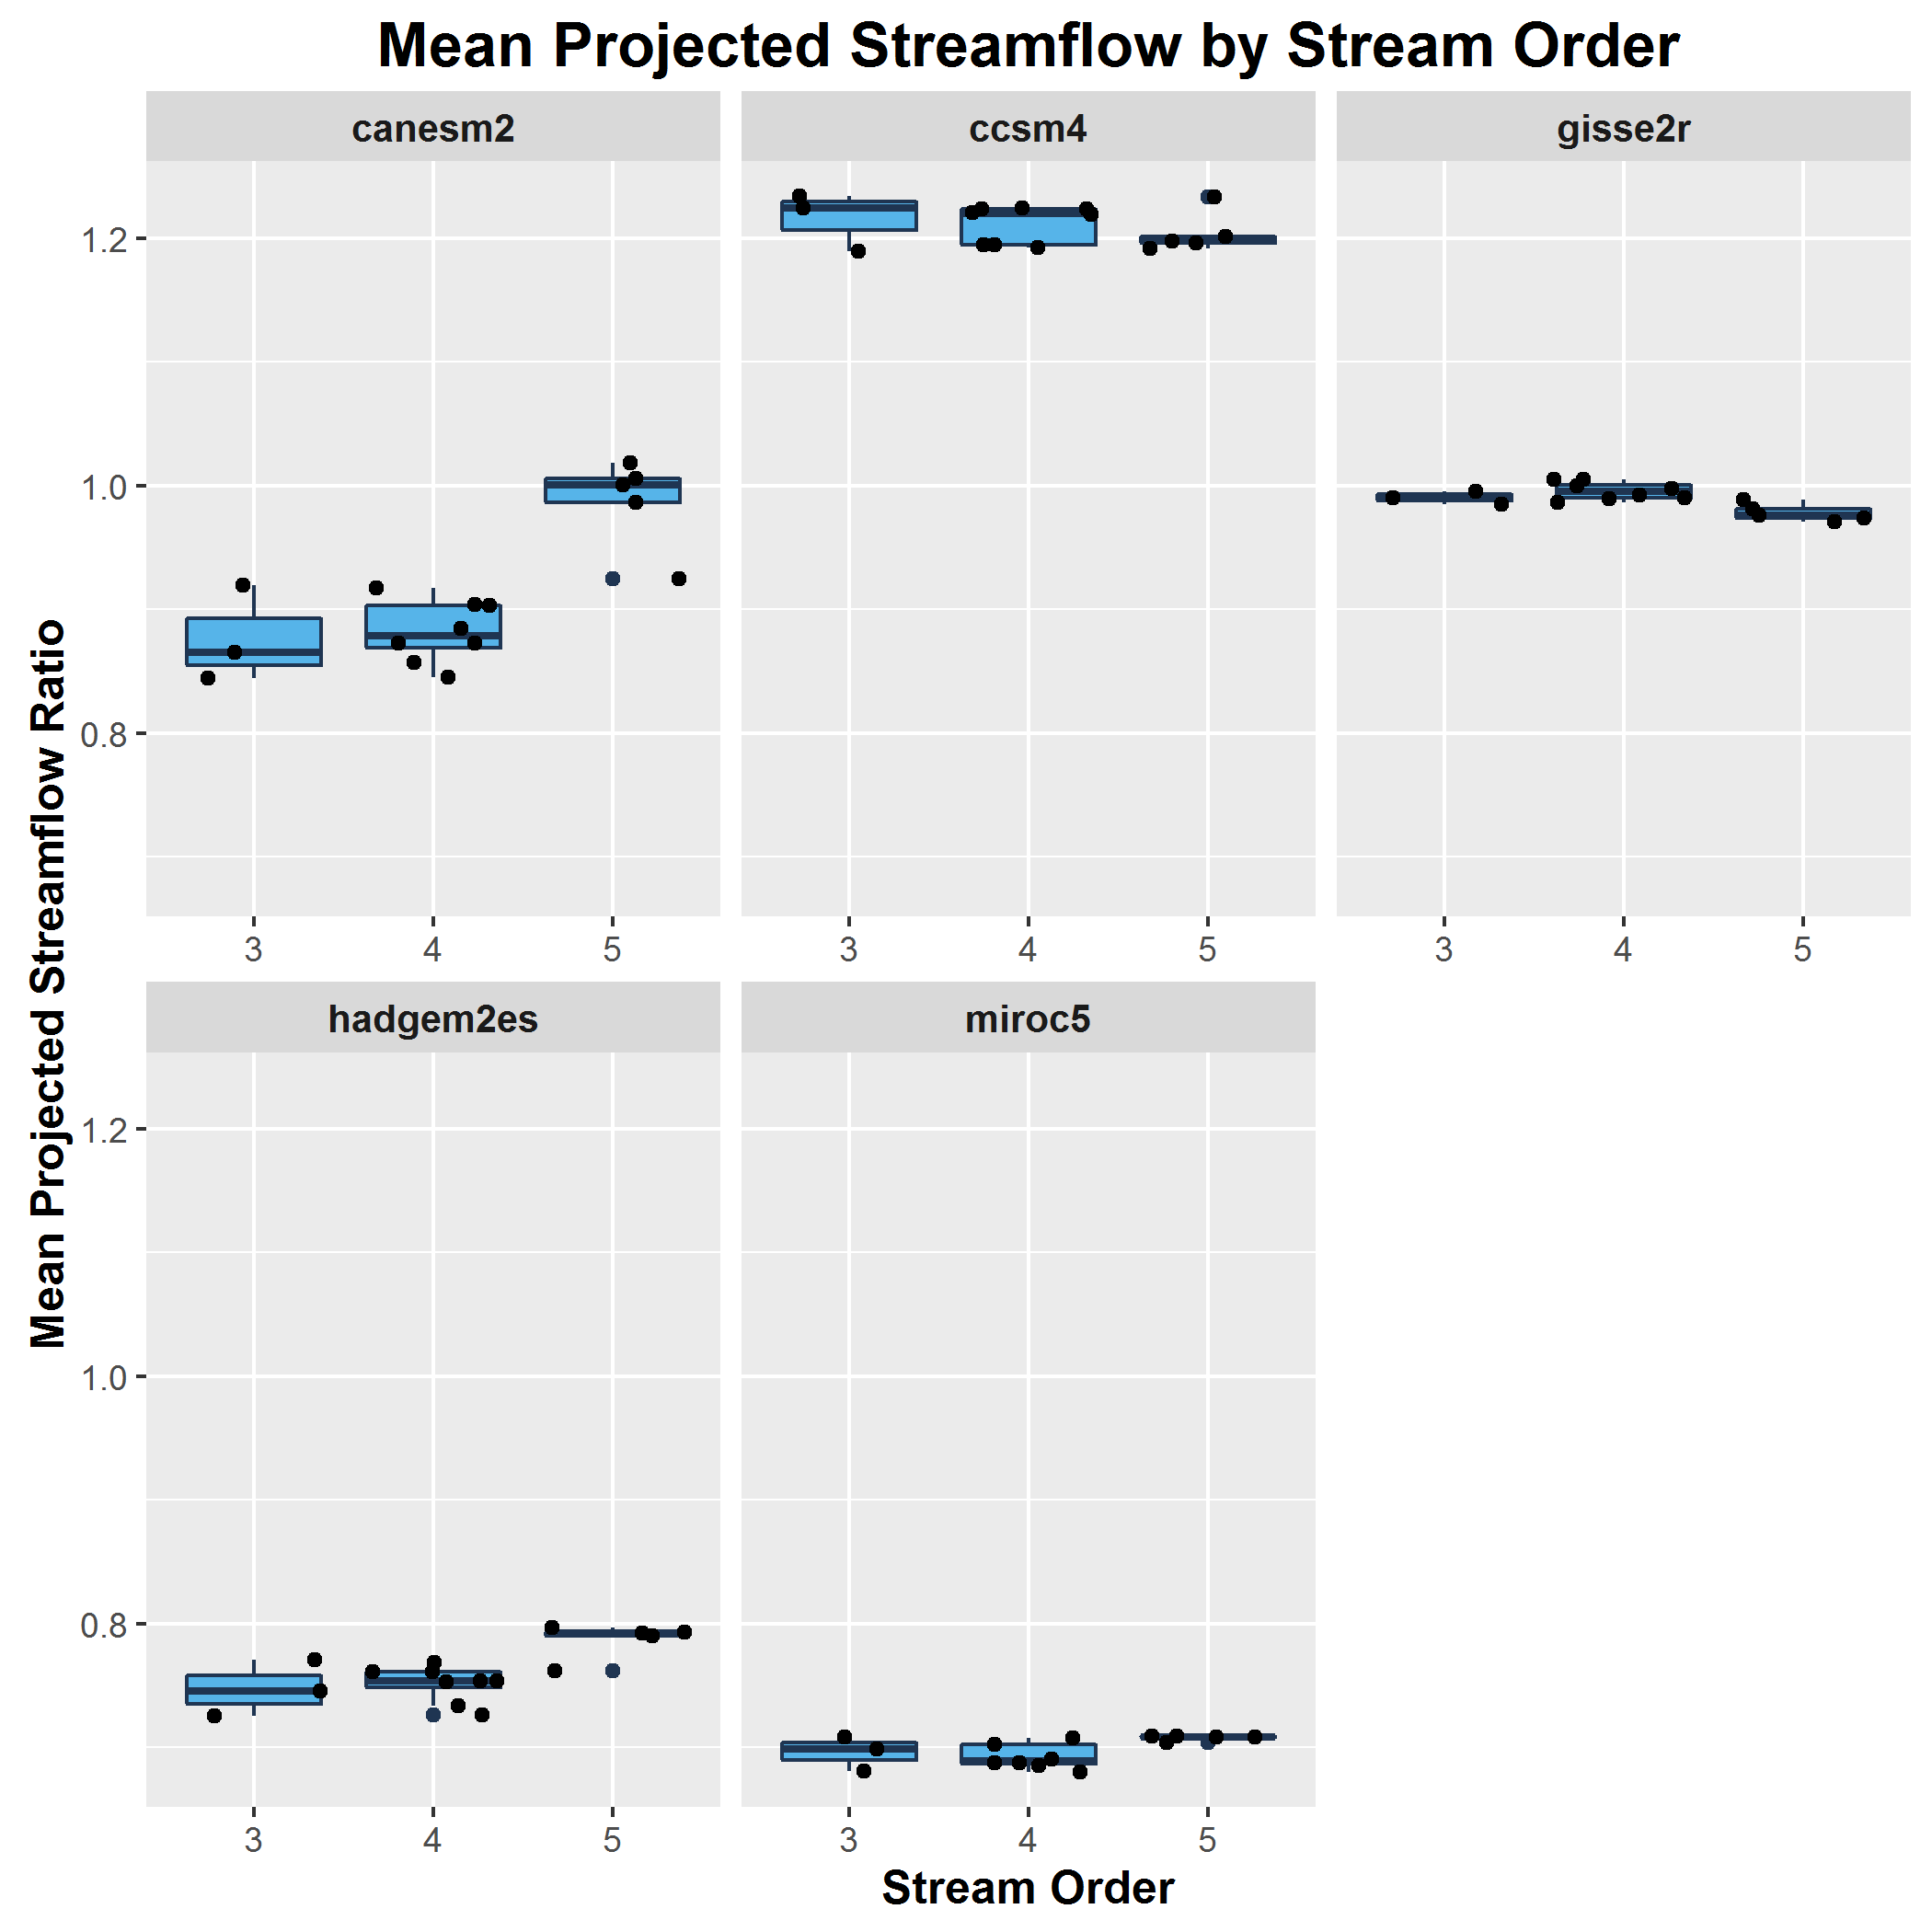 Mean Projected Streamflow by Stream Order
canesm2
ccsm4
gisse2r
Mean Projected Streamflow Ratio
1.2
1.0
0.8
3 4 5
3 4 5
3 4 5
hadgem2es
miroc5
1.2
1.0
0.8
3 4 5
3 4 5
Stream Order